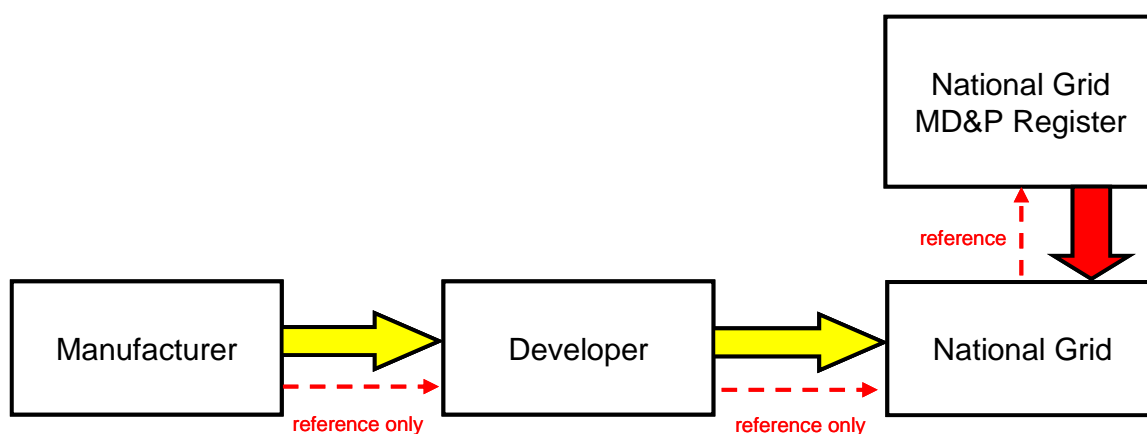 National Grid
MD&P Register
reference
Manufacturer
Developer
National Grid
reference only
reference only